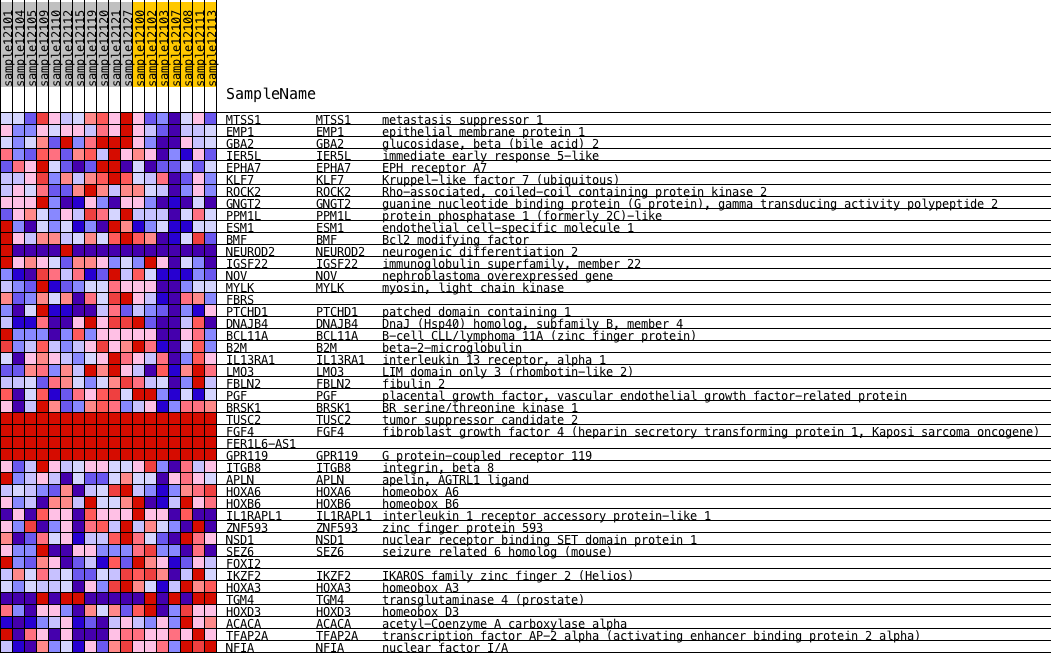 sample12101 sample12104 sample12105 sample12109 sample12110 sample12112 sample12115 sample12119 sample12120 sample12121 sample12127 sample12100 sample12102 sample12103 sample12107 sample12108 sample12111 sample12113
SampleName
MTSS1 MTSS1 metastasis suppressor 1
EMP1 EMP1 epithelial membrane protein 1
GBA2 GBA2 glucosidase, beta (bile acid) 2
IER5L IER5L immediate early response 5-like
EPHA7 EPHA7 EPH receptor A7
KLF7 KLF7 Kruppel-like factor 7 (ubiquitous)
ROCK2 ROCK2 Rho-associated, coiled-coil containing protein kinase 2
GNGT2 GNGT2 guanine nucleotide binding protein (G protein), gamma transducing activity polypeptide 2
PPM1L PPM1L protein phosphatase 1 (formerly 2C)-like
ESM1 ESM1 endothelial cell-specific molecule 1
BMF BMF Bcl2 modifying factor
NEUROD2 NEUROD2 neurogenic differentiation 2
IGSF22 IGSF22 immunoglobulin superfamily, member 22
NOV NOV nephroblastoma overexpressed gene
MYLK MYLK myosin, light chain kinase
FBRS
PTCHD1 PTCHD1 patched domain containing 1
DNAJB4 DNAJB4 DnaJ (Hsp40) homolog, subfamily B, member 4
BCL11A BCL11A B-cell CLL/lymphoma 11A (zinc finger protein)
B2M B2M beta-2-microglobulin
IL13RA1 IL13RA1 interleukin 13 receptor, alpha 1
LMO3 LMO3 LIM domain only 3 (rhombotin-like 2)
FBLN2 FBLN2 fibulin 2
PGF PGF placental growth factor, vascular endothelial growth factor-related protein
BRSK1 BRSK1 BR serine/threonine kinase 1
TUSC2 TUSC2 tumor suppressor candidate 2
FGF4 FGF4 fibroblast growth factor 4 (heparin secretory transforming protein 1, Kaposi sarcoma oncogene)
FER1L6-AS1
GPR119 GPR119 G protein-coupled receptor 119
ITGB8 ITGB8 integrin, beta 8
APLN APLN apelin, AGTRL1 ligand
HOXA6 HOXA6 homeobox A6
HOXB6 HOXB6 homeobox B6
IL1RAPL1 IL1RAPL1 interleukin 1 receptor accessory protein-like 1
ZNF593 ZNF593 zinc finger protein 593
NSD1 NSD1 nuclear receptor binding SET domain protein 1
SEZ6 SEZ6 seizure related 6 homolog (mouse)
FOXI2
IKZF2 IKZF2 IKAROS family zinc finger 2 (Helios)
HOXA3 HOXA3 homeobox A3
TGM4 TGM4 transglutaminase 4 (prostate)
HOXD3 HOXD3 homeobox D3
ACACA ACACA acetyl-Coenzyme A carboxylase alpha
TFAP2A TFAP2A transcription factor AP-2 alpha (activating enhancer binding protein 2 alpha)
NFIA NFIA nuclear factor I/A